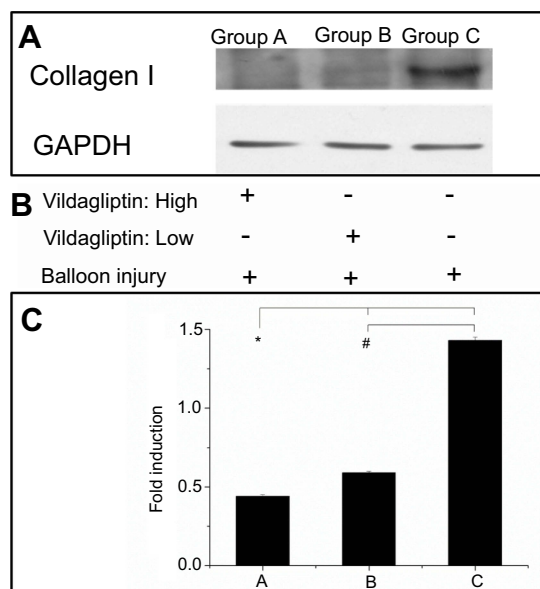 A
Group A Group B Group C
Collagen I
GAPDH
B
Vildagliptin: High + - -
Vildagliptin: Low - + -
Balloon injury + + +
C
* #
1.5
1.0
0.5
0.0
Fold induction
A B C